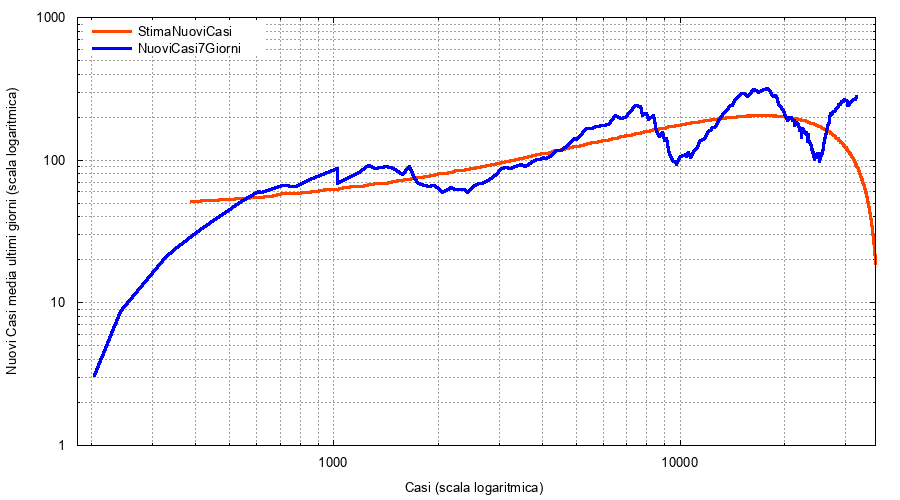 1000
StimaNuoviCasi
NuoviCasi7Giorni
100
10
1
Nuovi Casi media ultimi giorni (scala logaritmica)
1000
10000
Casi (scala logaritmica)